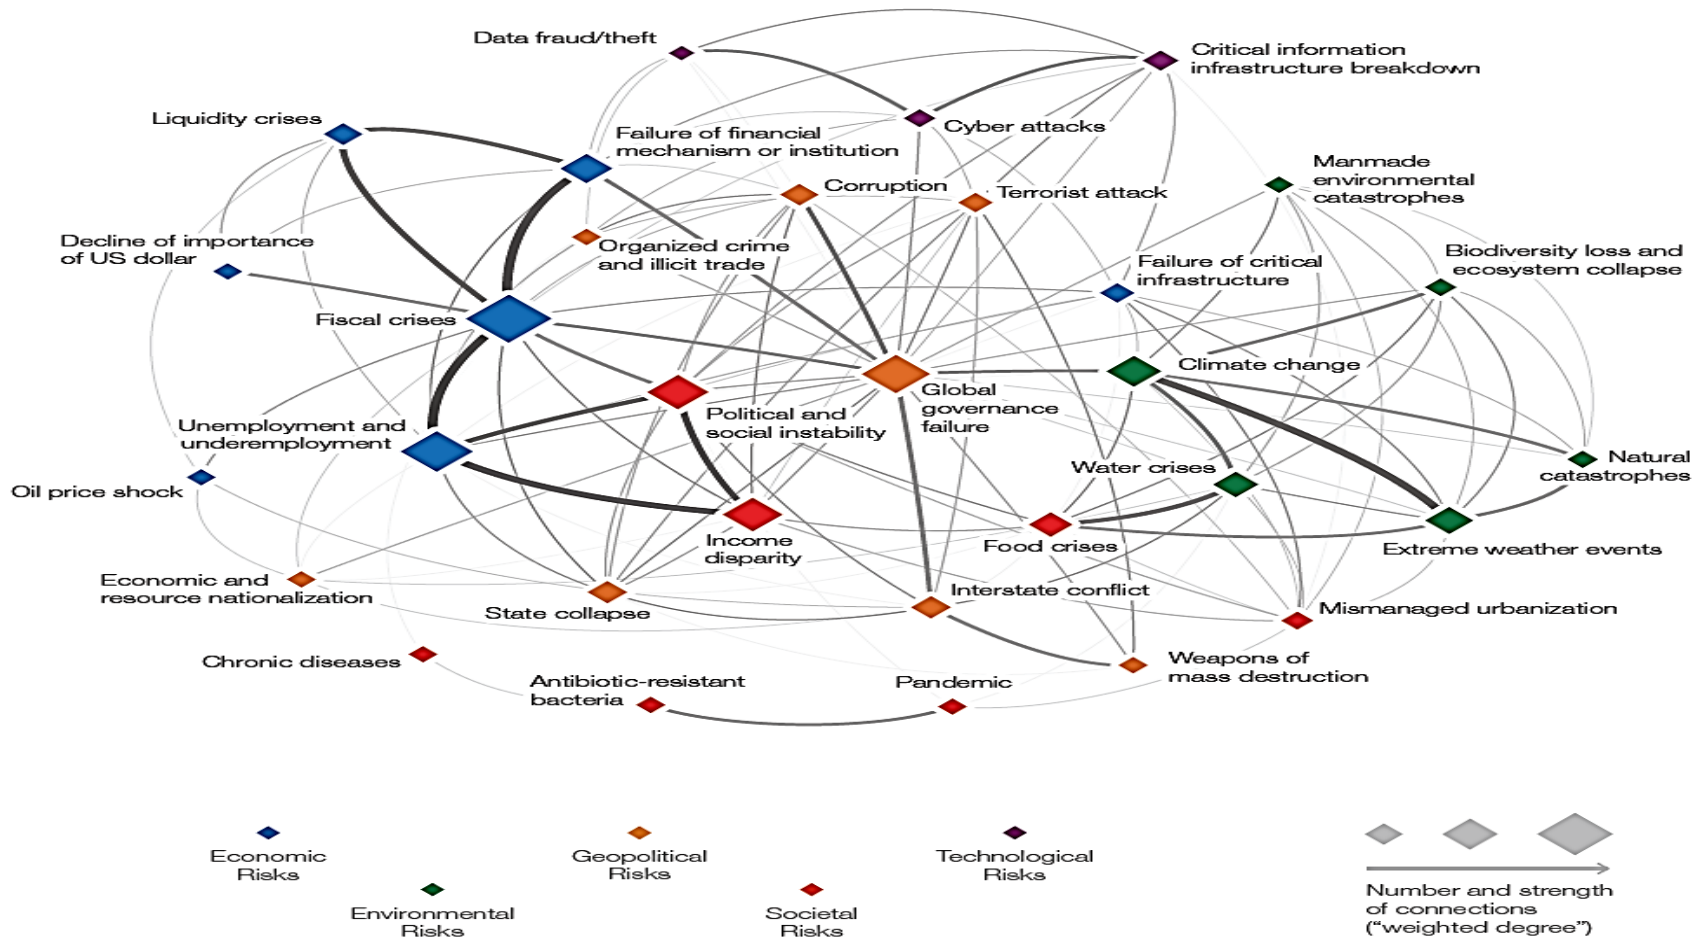 Data fraud/theft
Critical information
infrastructure breakdown
Liquidity crises
Failure of financial
mechanism or institution
Cyber attacks
Manmade
environmental
catastrophes
Corruption
Terrorist attack
Decline of importance
of US dollar
Organized crime
and illicit trade
Failure of critical
infrastructure
Biodiversity loss and
ecosystem collapse
Fiscal crises
Climate change
Global
governance
failure
Political and
social instability
Unemployment and
underemployment
Water crises
Natural
catastrophes
Oil price shock
Income
disparity
Food crises
Extreme weather events
Economic and
resource nationalization
State collapse
Interstate conflict
Mismanaged urbanization
Chronic diseases
Antibiotic-resistant
bacteria
Pandemic
Weapons of
mass destruction
Economic
Risks
Geopolitical
Risks
Technological
Risks
Environmental
Risks
Societal
Risks
Number and strength
of connections
(“weighted degree”)